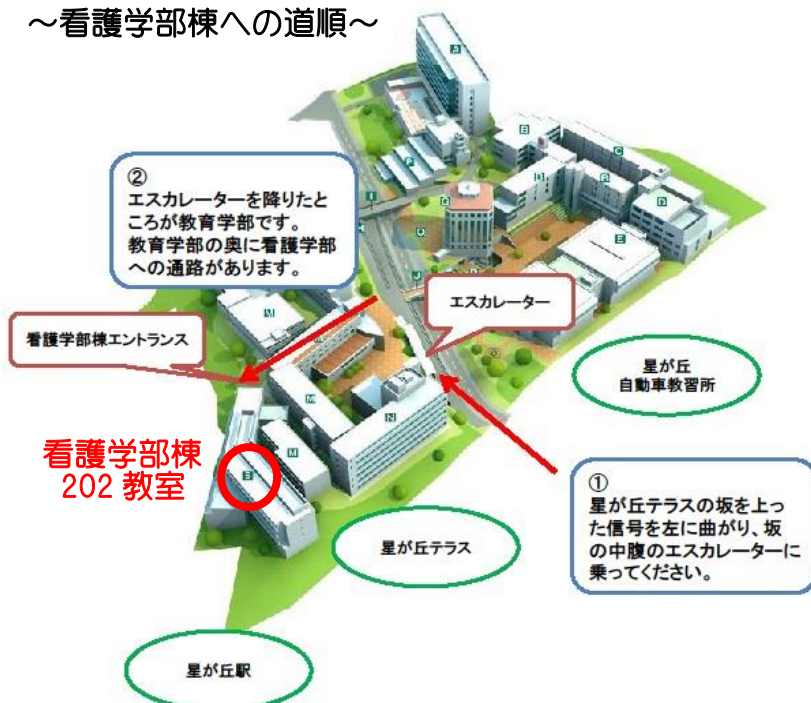 ～看護学部棟への道順～
②
エスカレーターを降りたと
ころが教育学部です。
教育学部の奥に看護学部
への通路があります。
エスカレーター
看護学部棟エントランス
星が丘
自動車教習所
看護学部棟
202 教室
①
星が丘テラスの坂を上っ
た信号を左に曲がり、坂
の中腹のエスカレーターに
乗ってください。
星が丘テラス
星が丘駅
A
B
C
D
E
F
G
I
J
M
M
M
N
S